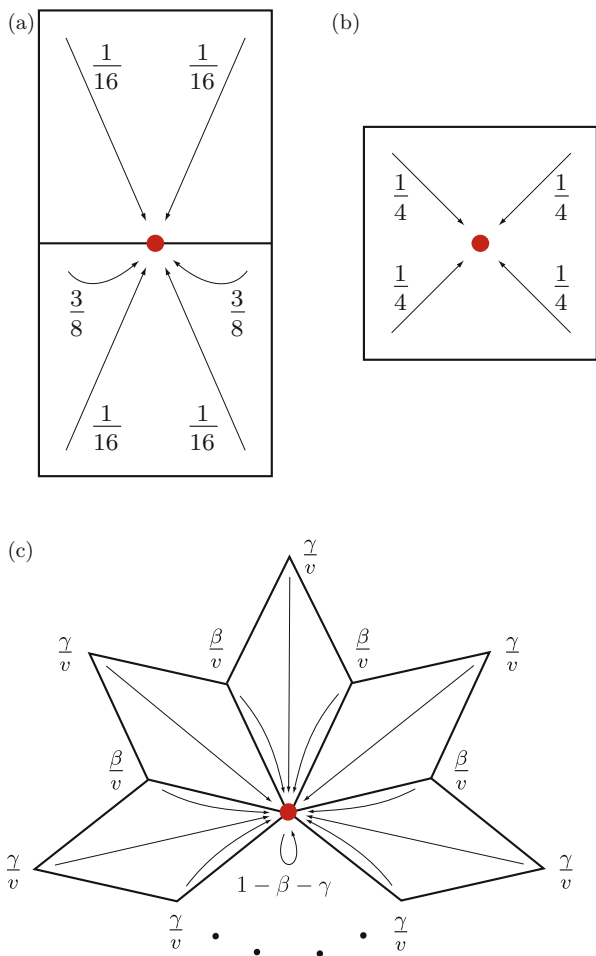 (a)
1/16 1/16
3/8 3/8
1/16 1/16
(b)
1/4 1/4
1/4 1/4
(c)
γ/v
γ/v β/v β/v γ/v
β/v β/v
γ/v γ/v
1 − β − γ
γ/v γ/v